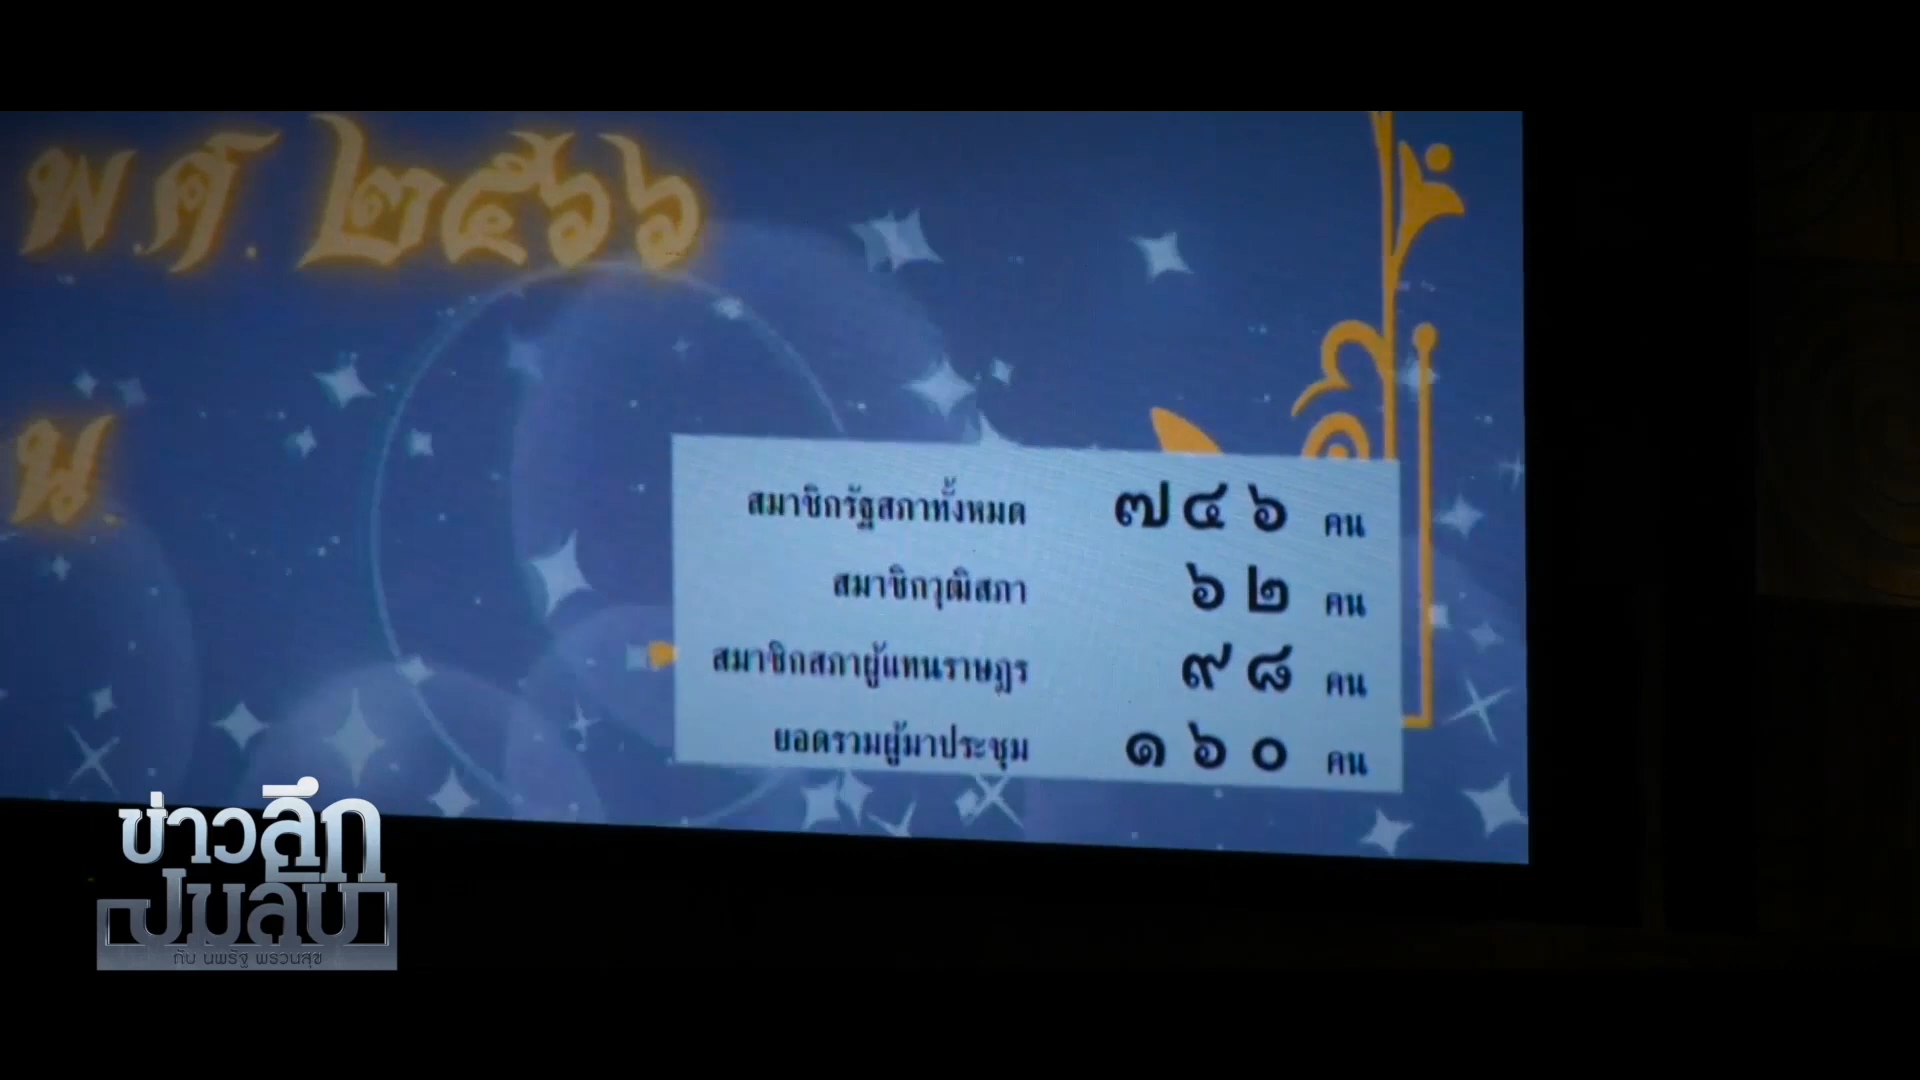 พ.ศ. ๒๕๖๖
น.
สมาชิกรัฐสภาทั้งหมด ๗๔๖ คน
สมาชิกวุฒิสภา ๖๒ คน
สมาชิกสภาผู้แทนราษฎร ๙๘ คน
ยอดรวมผู้มาประชุม ๑๖๐ คน
ข่าวลึก
ปมลับ
กับ นพรัฐ พรวนสุข